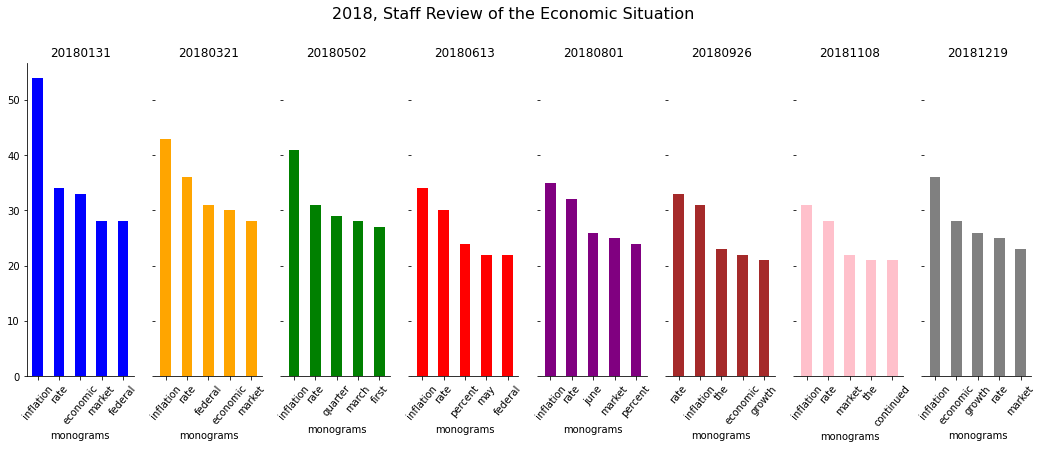 2018, Staff Review of the Economic Situation
20180131 20180321 20180502 20180613 20180801 20180926 20181108 20181219
50
40
30
20
10
0
inflation rate economic market federal
inflation rate federal economic market
inflation rate quarter march first
inflation rate percent may federal
inflation rate june market percent
rate inflation the economic growth
inflation rate market the continued
inflation economic growth rate market
monograms monograms monograms monograms monograms monograms monograms monograms